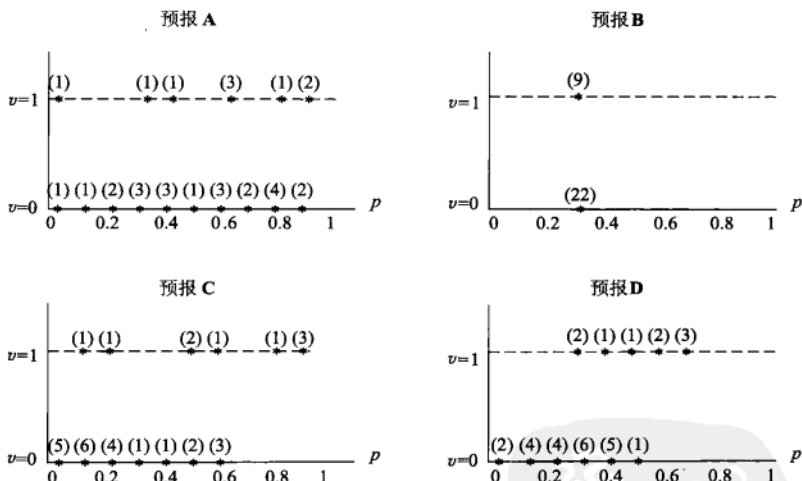 预报 A
(1) (1) (1) (3) (1) (2)
v=1
(1) (1) (2) (3) (3) (1) (3) (2) (4) (2)
v=0
0 0.2 0.4 0.6 0.8 1
p
预报 B
(9)
v=1
(22)
v=0
0 0.2 0.4 0.6 0.8 1
p
预报 C
(1) (1) (2) (1) (1) (3)
v=1
(5) (6) (4) (1) (1) (2) (3)
v=0
0 0.2 0.4 0.6 0.8 1
p
预报 D
(2) (1) (1) (2) (3)
v=1
(2) (4) (4) (6) (5) (1)
v=0
0 0.2 0.4 0.6 0.8 1
p